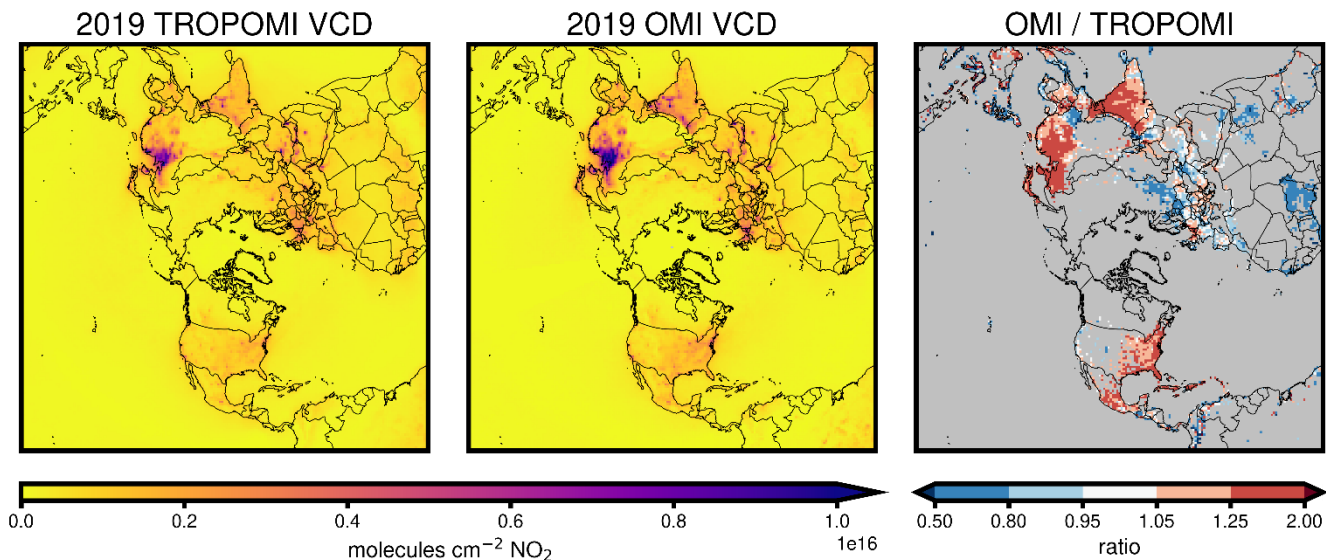 2019 TROPOMI VCD
2019 OMI VCD
OMI / TROPOMI
0.0 0.2 0.4 0.6 0.8 1.0
1e16
molecules cm⁻² NO₂
0.50 0.80 0.95 1.05 1.25 2.00
ratio